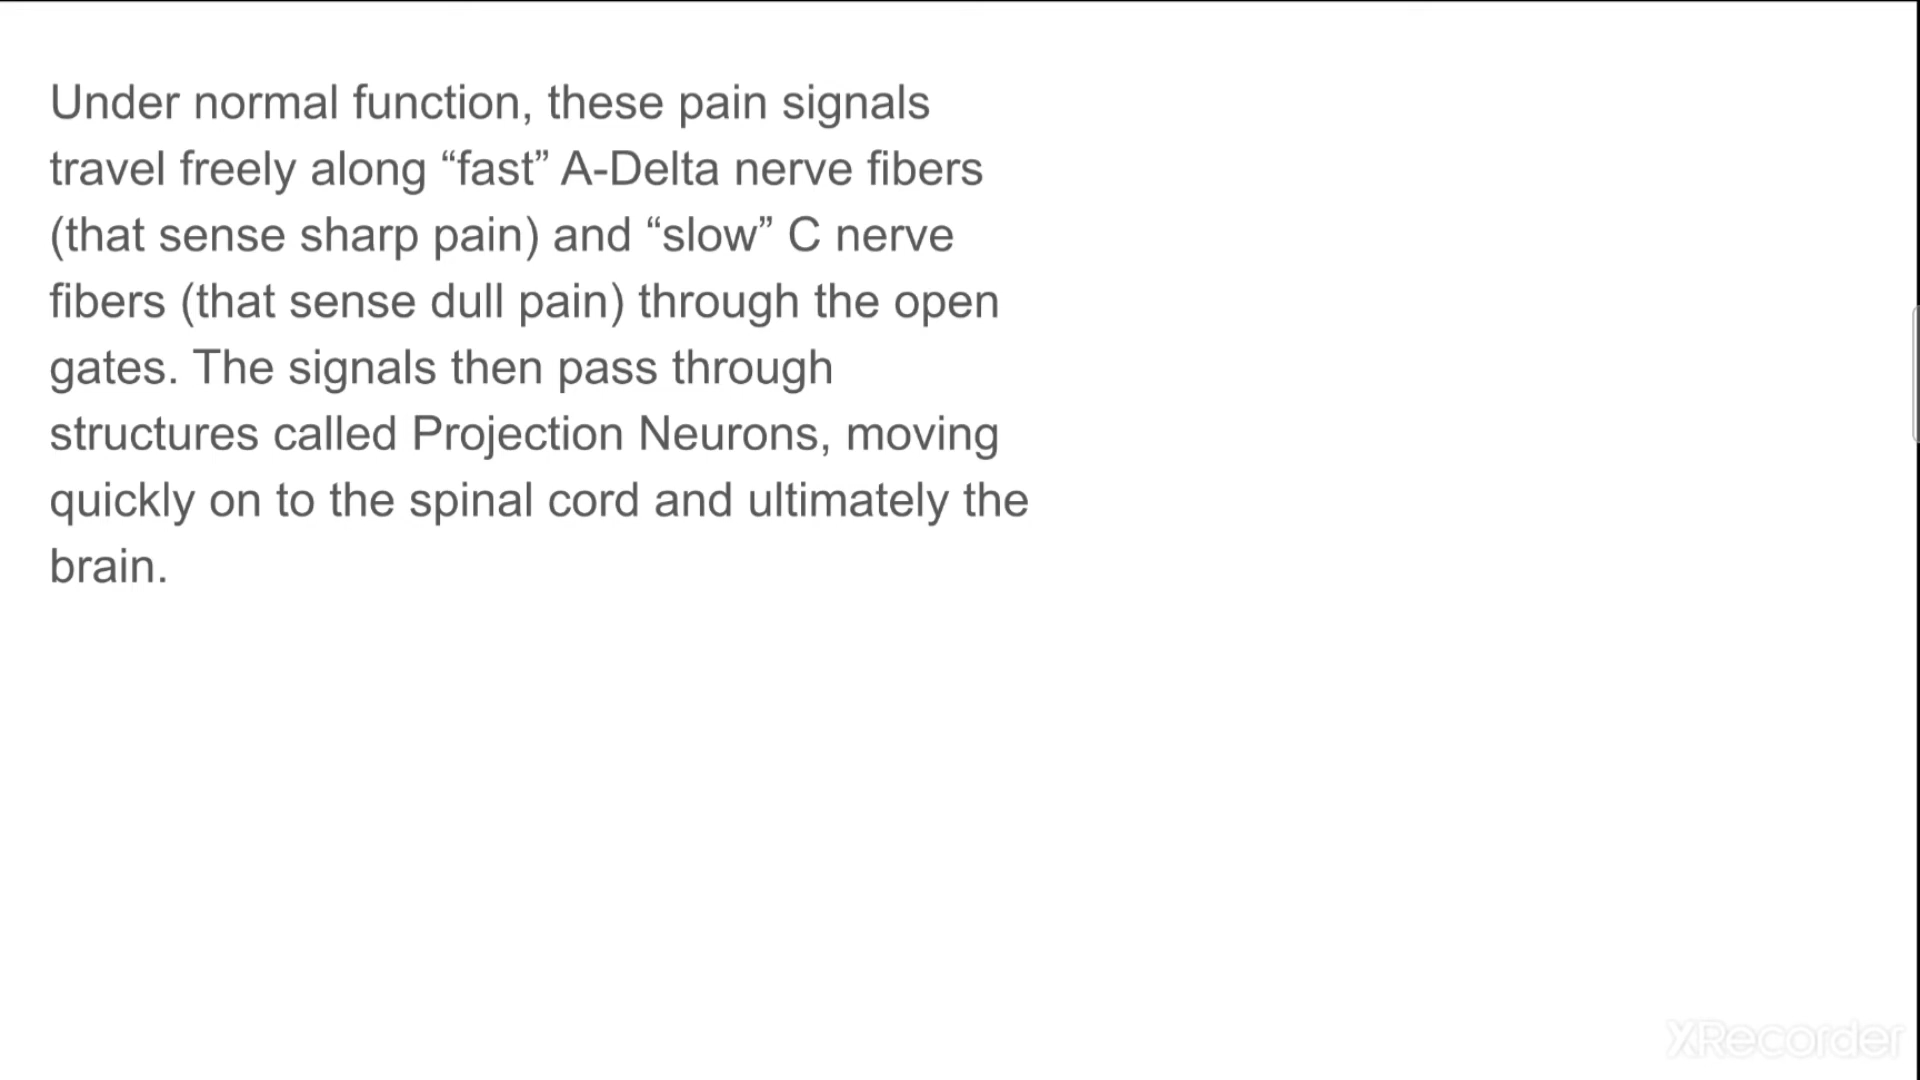 Under normal function, these pain signals
travel freely along “fast” A-Delta nerve fibers
(that sense sharp pain) and “slow” C nerve
fibers (that sense dull pain) through the open
gates. The signals then pass through
structures called Projection Neurons, moving
quickly on to the spinal cord and ultimately the
brain.
XRecorder